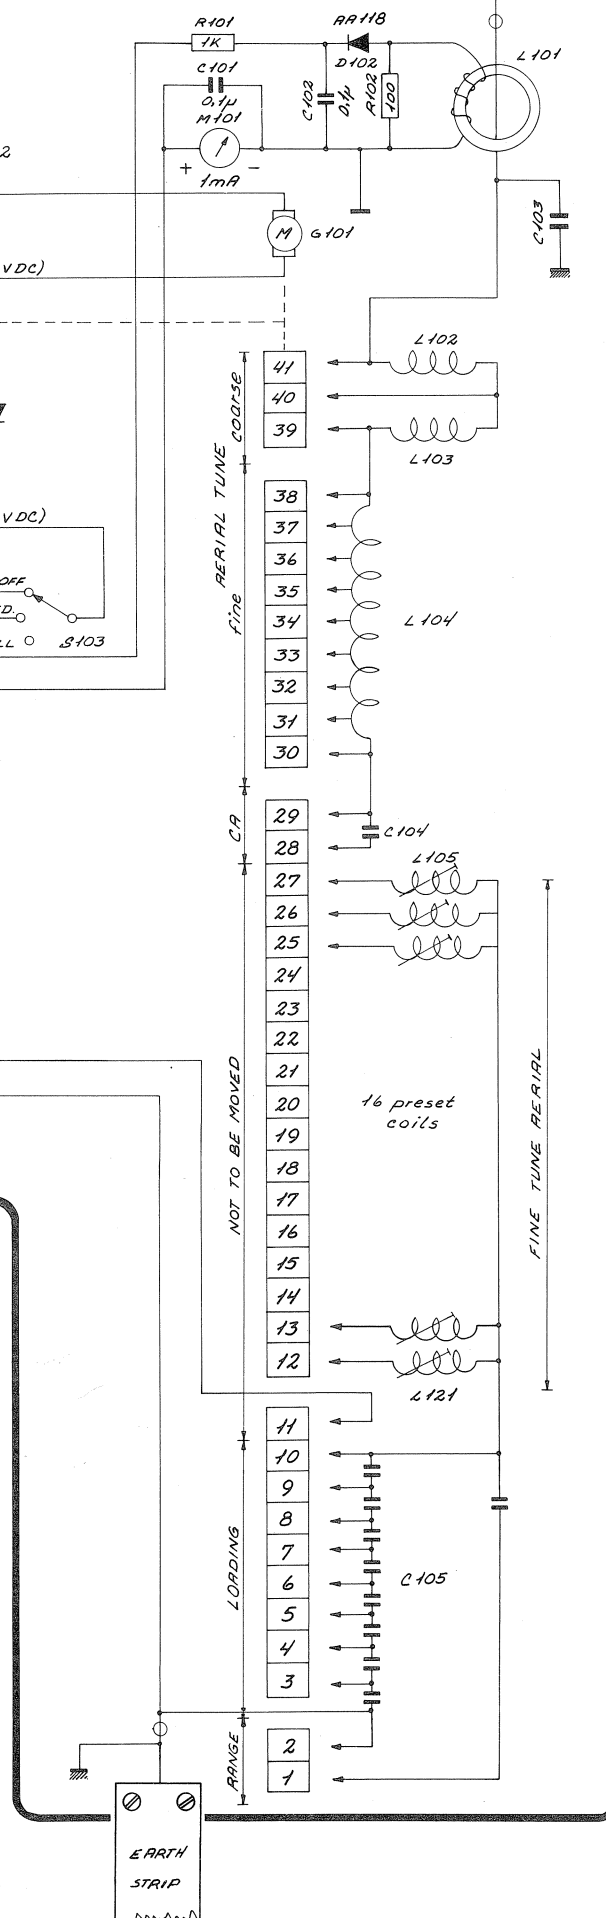 R101
AA118
1K
D102
L101
C101
0,1µ
C102
0,1µ
R102
100
M101
+
-
1mA
2
C103
M
G101
VDC)
L102
41
40
39
L103
coarse
AERIAL TUNE
fine
38
37
36
35
34
33
32
31
30
L104
VDC)
OFF
D.
LL
S103
CA
29
28
C104
L105
27
26
25
24
23
22
21
20
19
18
17
16
15
14
13
12
16 preset
coils
NOT TO BE MOVED
FINE TUNE AERIAL
L121
11
10
9
8
7
6
5
4
3
LOADING
C105
2
1
RANGE
EARTH
STRIP